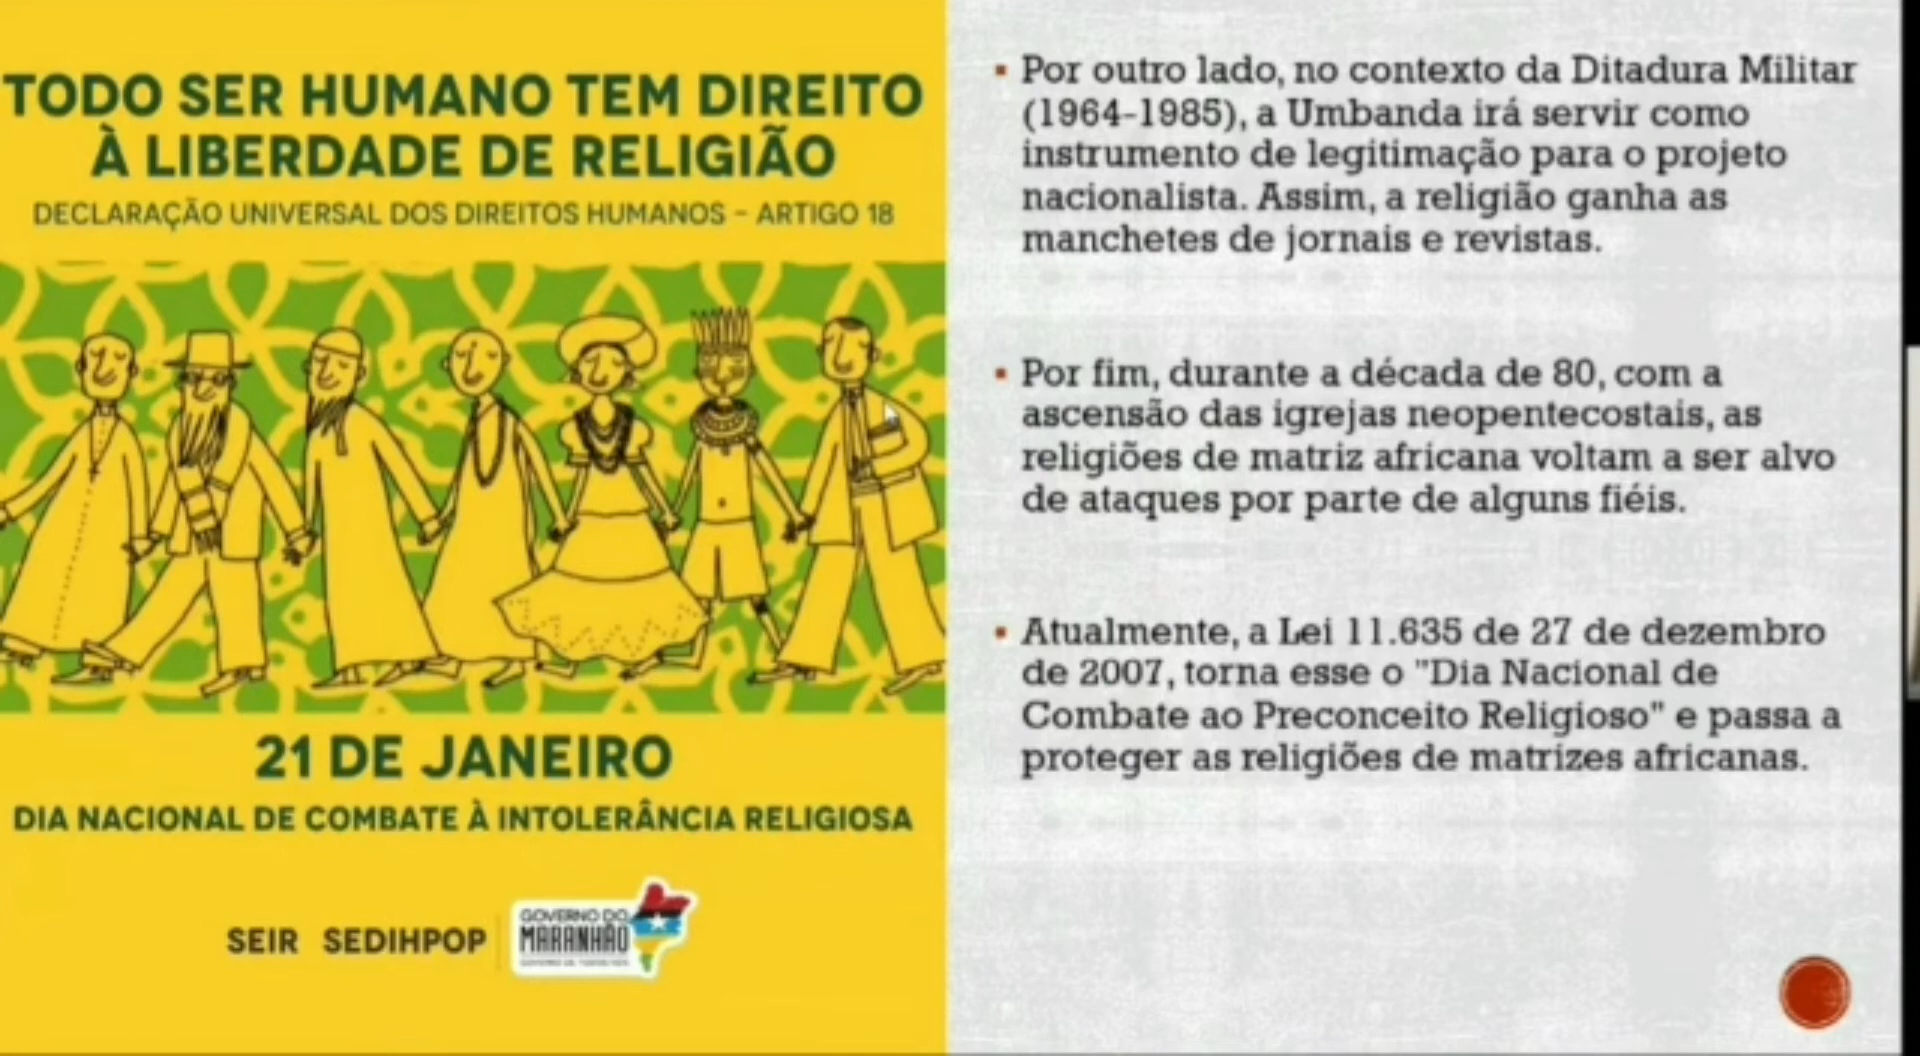 TODO SER HUMANO TEM DIREITO
À LIBERDADE DE RELIGIÃO
DECLARAÇÃO UNIVERSAL DOS DIREITOS HUMANOS - ARTIGO 18
21 DE JANEIRO
DIA NACIONAL DE COMBATE À INTOLERÂNCIA RELIGIOSA
SEIR SEDIHPOP
GOVERNO DO
MARANHÃO
Por outro lado, no contexto da Ditadura Militar
(1964-1985), a Umbanda irá servir como
instrumento de legitimação para o projeto
nacionalista. Assim, a religião ganha as
manchetes de jornais e revistas.
Por fim, durante a década de 80, com a
ascensão das igrejas neopentecostais, as
religiões de matriz africana voltam a ser alvo
de ataques por parte de alguns fiéis.
Atualmente, a Lei 11.635 de 27 de dezembro
de 2007, torna esse o "Dia Nacional de
Combate ao Preconceito Religioso" e passa a
proteger as religiões de matrizes africanas.